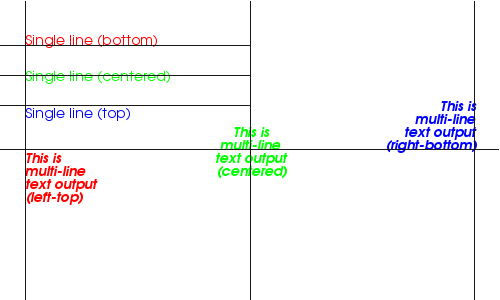 Single line (bottom)
Single line (centered)
Single line (top)
This is
multi-line
text output
(left-top)
This is
multi-line
text output
(centered)
This is
multi-line
text output
(right-bottom)